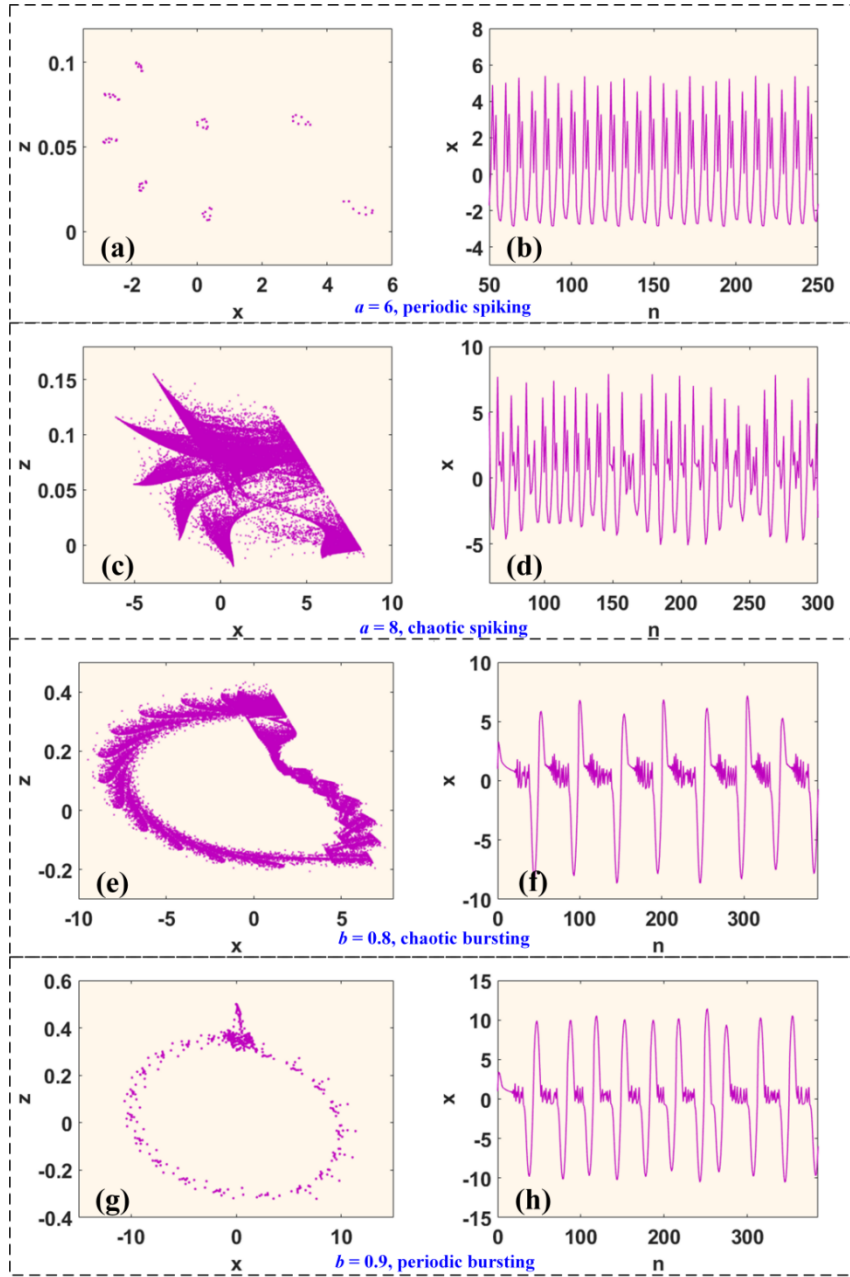 0.1
0.05
0
z
-2 0 2 4 6
x
(a)
8
6
4
2
0
-2
-4
x
50 100 150 200 250
n
(b)
a = 6, periodic spiking
0.15
0.1
0.05
0
z
-5 0 5 10
x
(c)
10
5
0
-5
x
100 150 200 250 300
n
(d)
a = 8, chaotic spiking
0.4
0.2
0
-0.2
z
-10 -5 0 5
x
(e)
10
5
0
-5
-10
x
0 100 200 300
n
(f)
b = 0.8, chaotic bursting
0.6
0.4
0.2
0
-0.2
-0.4
z
-10 0 10
x
(g)
15
10
5
0
-5
-10
-15
x
0 100 200 300
n
(h)
b = 0.9, periodic bursting